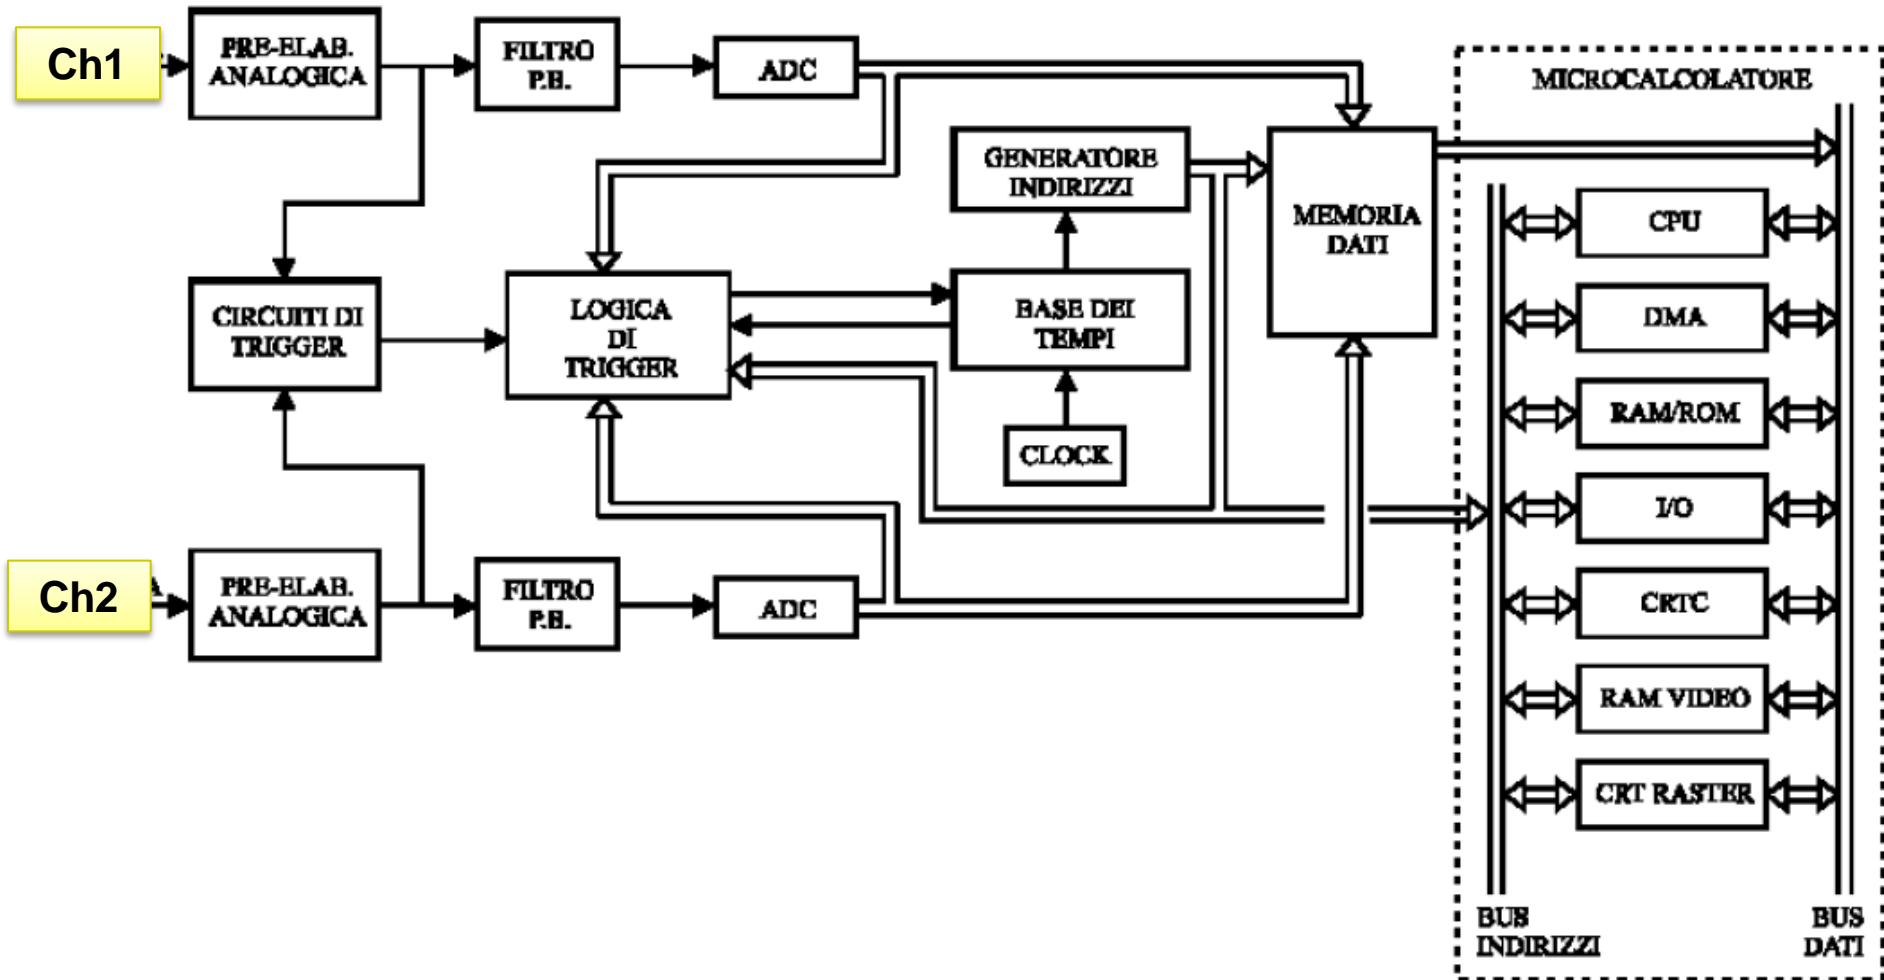 Ch1
PRE-ELAB.
ANALOGICA
FILTRO
P.B.
ADC
MICROCALCOLATORE
GENERATORE
INDIRIZZI
MEMORIA
DATI
CPU
CIRCUITI DI
TRIGGER
LOGICA
DI
TRIGGER
BASE DEI
TEMPI
DMA
CLOCK
RAM/ROM
I/O
Ch2
PRE-ELAB.
ANALOGICA
FILTRO
P.B.
ADC
CRTC
RAM VIDEO
CRT RASTER
BUS
INDIRIZZI
BUS
DATI